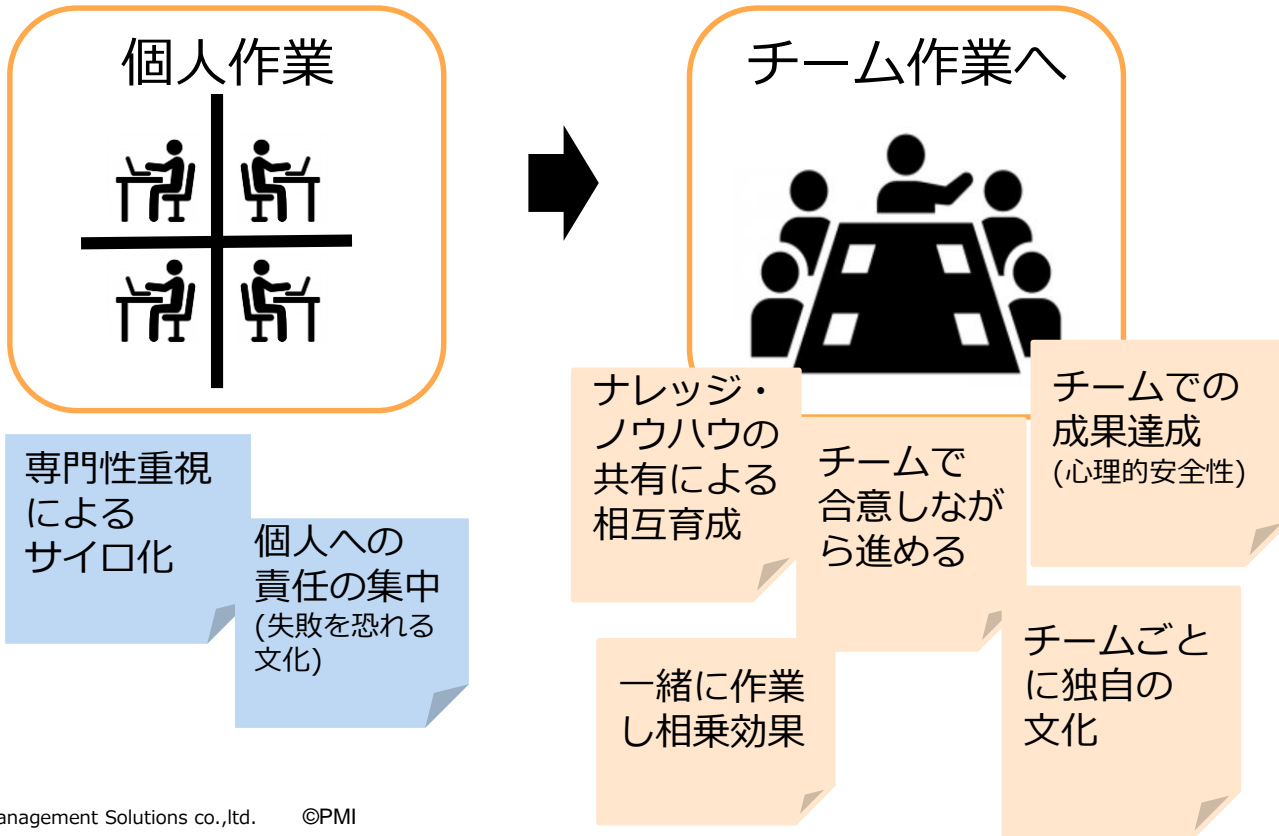 個人作業
チーム作業へ
専門性重視
による
サイロ化
個人への
責任の集中
(失敗を恐れる
文化)
ナレッジ・
ノウハウの
共有による
相互育成
チームで
合意しなが
ら進める
チームでの
成果達成
(心理的安全性)
一緒に作業
し相乗効果
チームごと
に独自の
文化
anagement Solutions co.,ltd. ©PMI